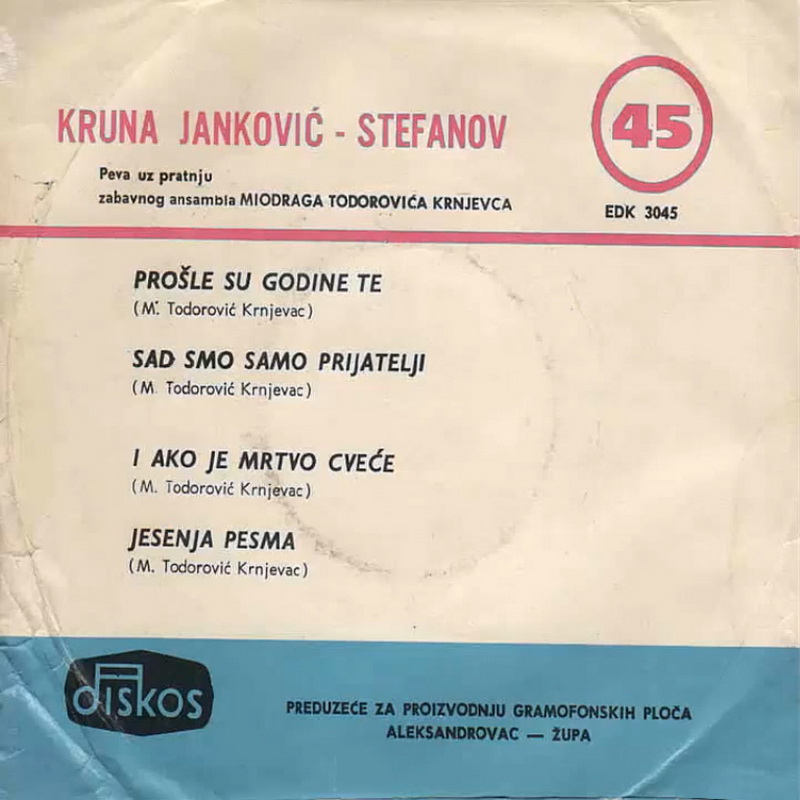 KRUNA JANKOVIĆ - STEFANOV
45
Peva uz pratnju
zabavnog ansambla MIODRAGA TODOROVIĆA KRNJEVCA
EDK 3045
PROŠLE SU GODINE TE
(M. Todorović Krnjevac)
SAD SMO SAMO PRIJATELJI
(M. Todorović Krnjevac)
I AKO JE MRTVO CVEĆE
(M. Todorović Krnjevac)
JESENJA PESMA
(M. Todorović Krnjevac)
diskos
PREDUZEĆE ZA PROIZVODNJU GRAMOFONSKIH PLOČA
ALEKSANDROVAC — ŽUPA